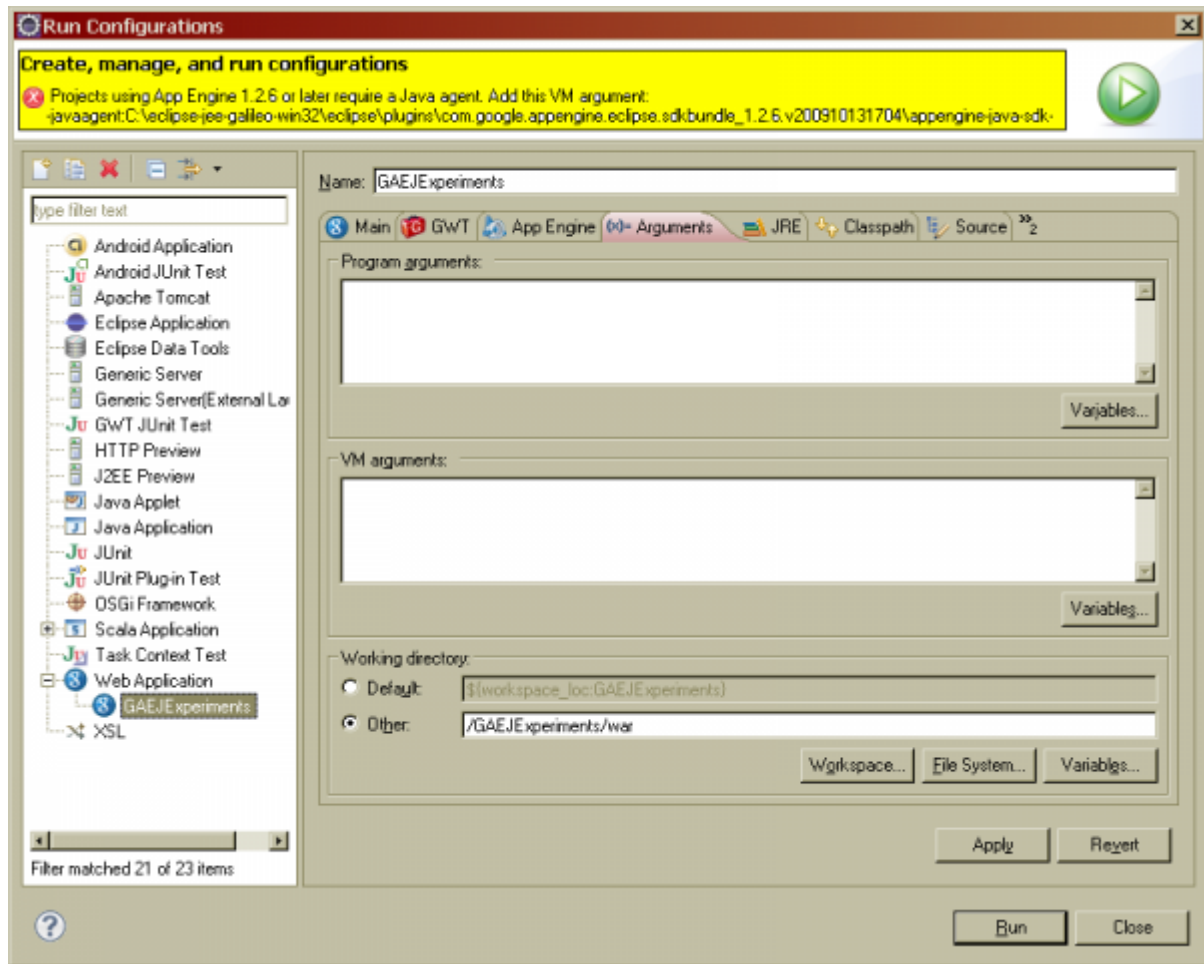 Run Configurations
Create, manage, and run configurations
Projects using App Engine 1.2.6 or later require a Java agent. Add this VM argument:
-javaagent:C:\eclipse-jee-galileo-win32\eclipse\plugins\com.google.appengine.eclipse.sdkbundle_1.2.6.v200910131704\appengine-java-sdk-
type filter text
Android Application
Android JUnit Test
Apache Tomcat
Eclipse Application
Eclipse Data Tools
Generic Server
Generic Server(External La
GWT JUnit Test
HTTP Preview
J2EE Preview
Java Applet
Java Application
JUnit
JUnit Plug-in Test
OSGi Framework
Scala Application
Task Context Test
Web Application
GAEJExperiments
XSL
Filter matched 21 of 23 items
Name: GAEJExperiments
Main GWT App Engine (x)= Arguments JRE Classpath Source »2
Program arguments:
Variables...
VM arguments:
Variables...
Working directory:
Default: ${workspace_loc:GAEJExperiments}
Other: /GAEJExperiments/war
Workspace... File System... Variables...
Apply Revert
Run Close